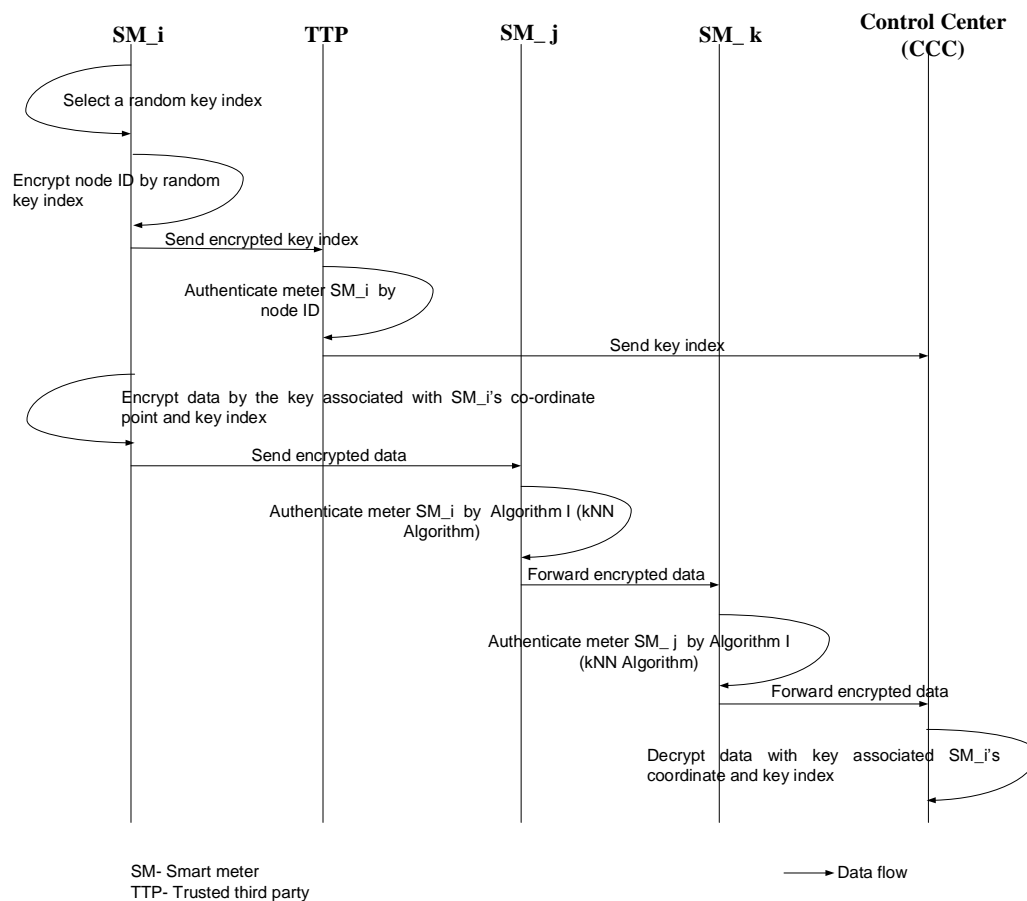 SM_i
TTP
SM_ j
SM_ k
Control Center
(CCC)
Select a random key index
Encrypt node ID by random
key index
Send encrypted key index
Authenticate meter SM_i by
node ID
Send key index
Encrypt data by the key associated with SM_i’s co-ordinate
point and key index
Send encrypted data
Authenticate meter SM_i by Algorithm I (kNN
Algorithm)
Forward encrypted data
Authenticate meter SM_ j by Algorithm I
(kNN Algorithm)
Forward encrypted data
Decrypt data with key associated SM_i’s
coordinate and key index
SM- Smart meter
TTP- Trusted third party
Data flow